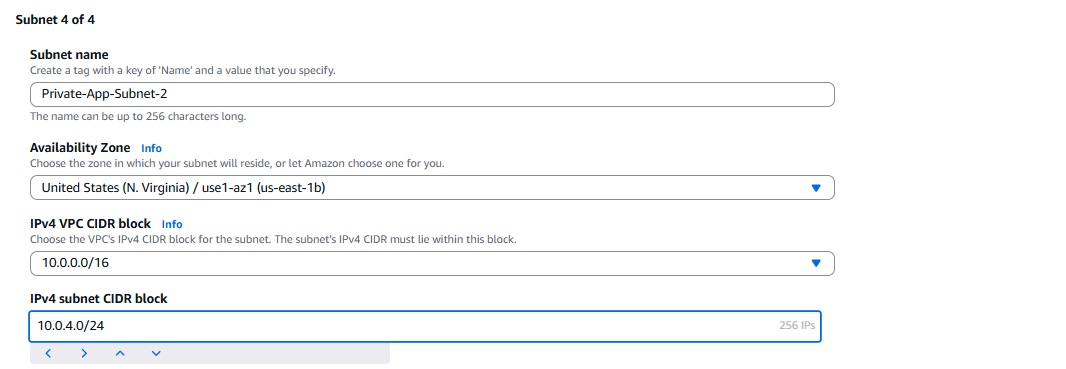 Subnet 4 of 4
Subnet name
Create a tag with a key of 'Name' and a value that you specify.
Private-App-Subnet-2
The name can be up to 256 characters long.
Availability Zone Info
Choose the zone in which your subnet will reside, or let Amazon choose one for you.
United States (N. Virginia) / use1-az1 (us-east-1b)
IPv4 VPC CIDR block Info
Choose the VPC's IPv4 CIDR block for the subnet. The subnet's IPv4 CIDR must lie within this block.
10.0.0.0/16
IPv4 subnet CIDR block
10.0.4.0/24 256 IPs